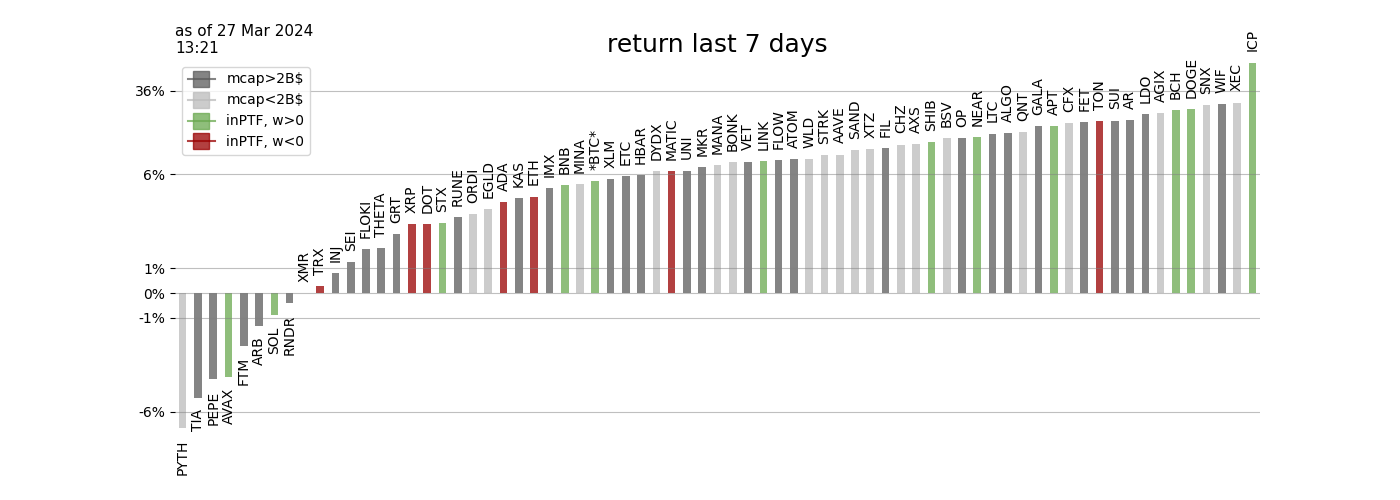 as of 27 Mar 2024
13:21
return last 7 days
mcap>2B$
mcap<2B$
inPTF, w>0
inPTF, w<0
36%
6%
1%
0%
-1%
-6%
PYTH
TIA
PEPE
AVAX
FTM
ARB
SOL
RNDR
XMR
TRX
INJ
SEI
FLOKI
THETA
GRT
XRP
DOT
STX
RUNE
ORDI
EGLD
ADA
KAS
ETH
IMX
BNB
MINA
*BTC*
XLM
ETC
HBAR
DYDX
MATIC
UNI
MKR
MANA
BONK
VET
LINK
FLOW
ATOM
WLD
STRK
AAVE
SAND
XTZ
FIL
CHZ
AXS
SHIB
BSV
OP
NEAR
LTC
ALGO
QNT
GALA
APT
CFX
FET
TON
SUI
AR
LDO
AGIX
BCH
DOGE
SNX
WIF
XEC
ICP